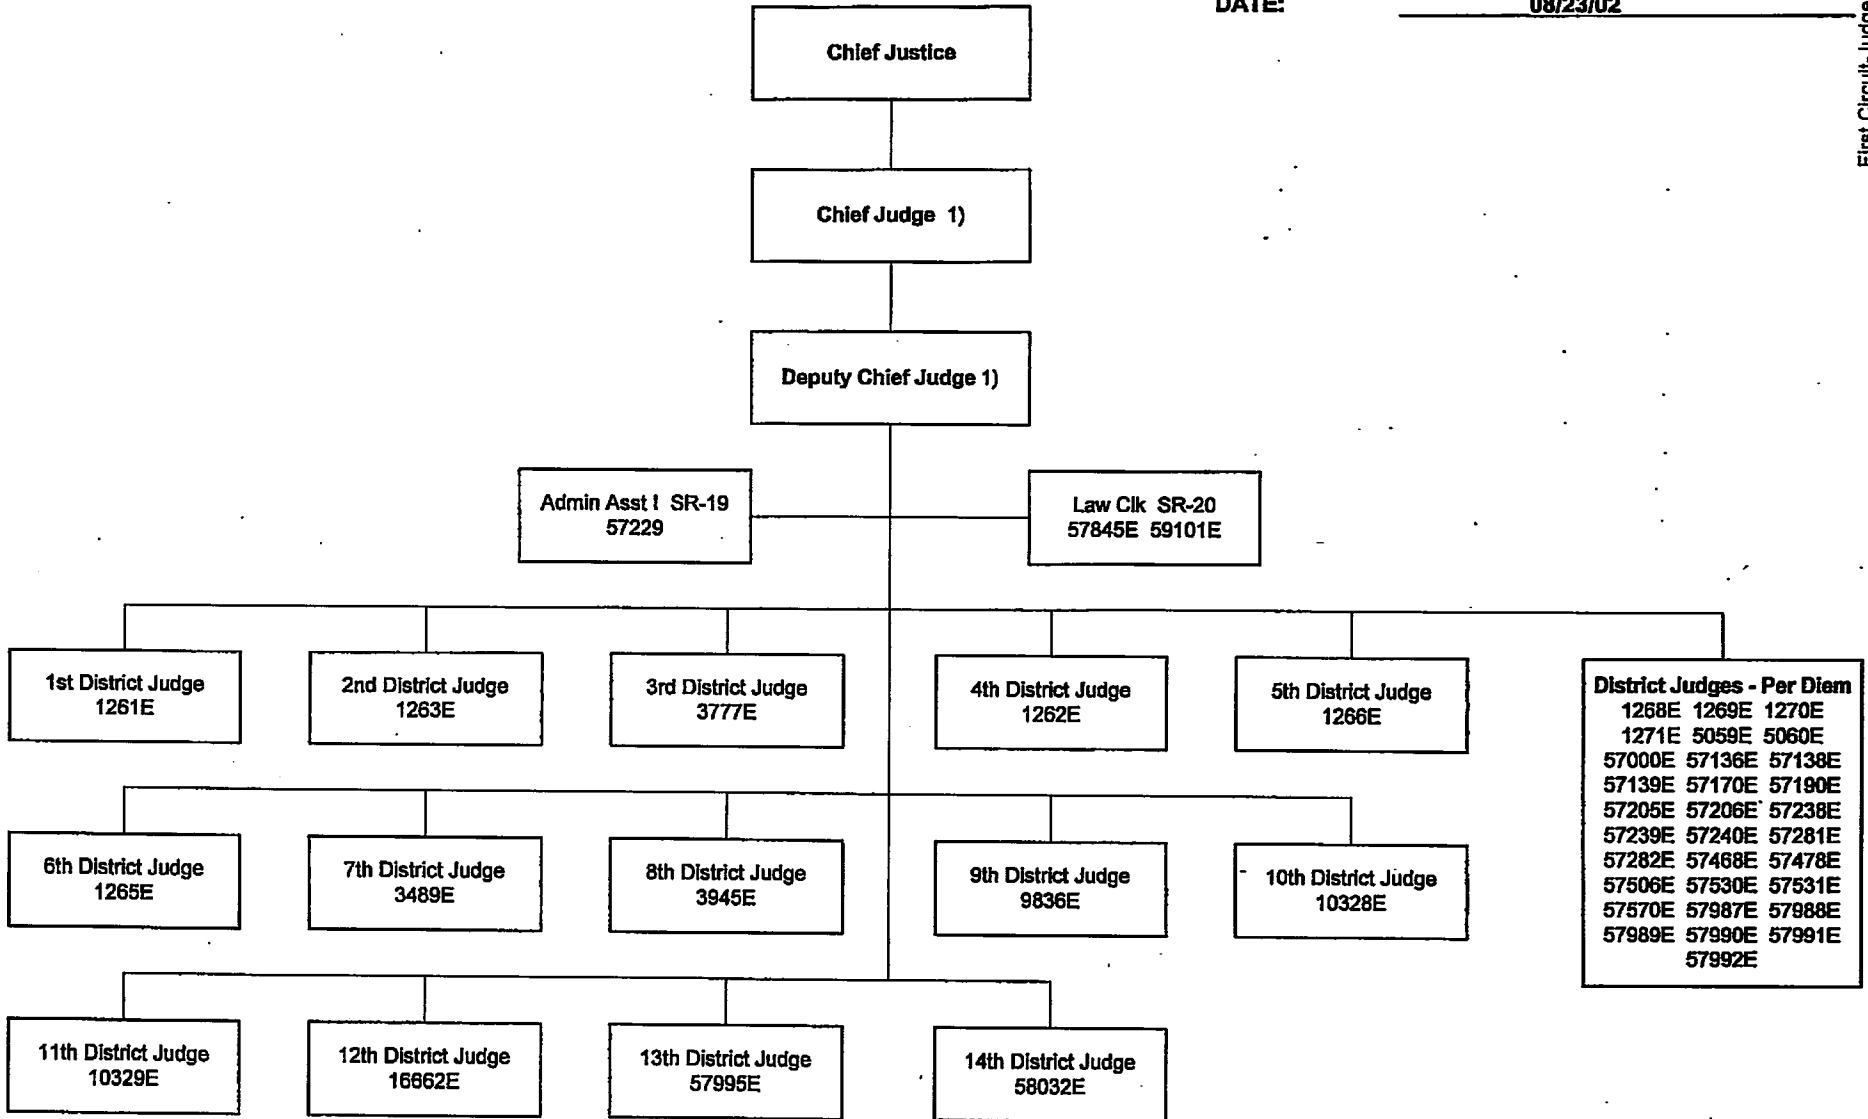 DATE: 08/23/02
First Circuit-Judge
Chief Justice
Chief Judge 1)
Deputy Chief Judge 1)
Admin Asst I SR-19
57229
Law Clk SR-20
57845E 59101E
1st District Judge
1261E
2nd District Judge
1263E
3rd District Judge
3777E
4th District Judge
1262E
5th District Judge
1266E
District Judges - Per Diem
1268E 1269E 1270E
1271E 5059E 5060E
57000E 57136E 57138E
57139E 57170E 57190E
57205E 57206E 57238E
57239E 57240E 57281E
57282E 57468E 57478E
57506E 57530E 57531E
57570E 57987E 57988E
57989E 57990E 57991E
57992E
6th District Judge
1265E
7th District Judge
3489E
8th District Judge
3945E
9th District Judge
9836E
10th District Judge
10328E
11th District Judge
10329E
12th District Judge
16662E
13th District Judge
57995E
14th District Judge
58032E